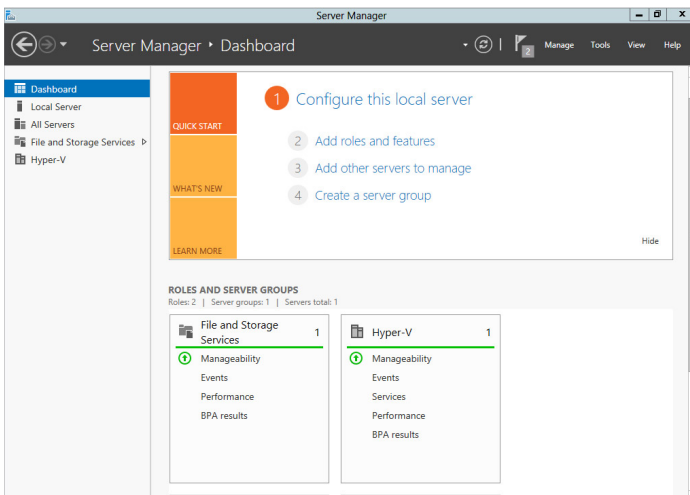 Server Manager
Server Manager ‣ Dashboard
2
Manage
Tools
View
Help
Dashboard
Local Server
All Servers
File and Storage Services
Hyper-V
QUICK START
WHAT'S NEW
LEARN MORE
1 Configure this local server
2 Add roles and features
3 Add other servers to manage
4 Create a server group
Hide
ROLES AND SERVER GROUPS
Roles: 2 | Server groups: 1 | Servers total: 1
File and Storage
Services 1
Manageability
Events
Performance
BPA results
Hyper-V 1
Manageability
Events
Services
Performance
BPA results